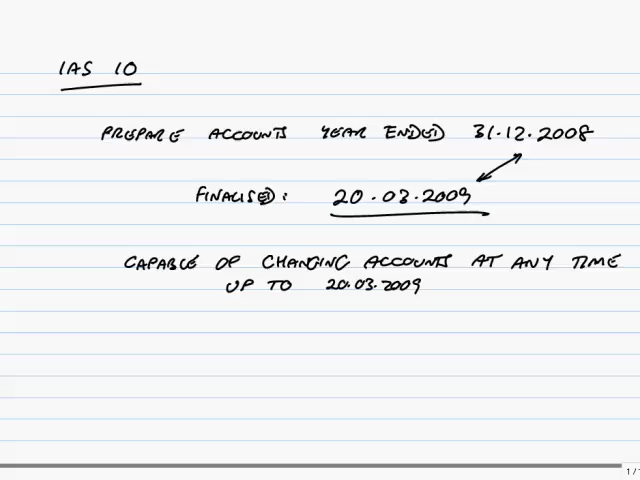 IAS 10
PREPARE ACCOUNTS YEAR ENDED 31.12.2008
FINALISED: 20.03.2009
CAPABLE OF CHANGING ACCOUNTS AT ANY TIME
UP TO 20.03.2009
1/1